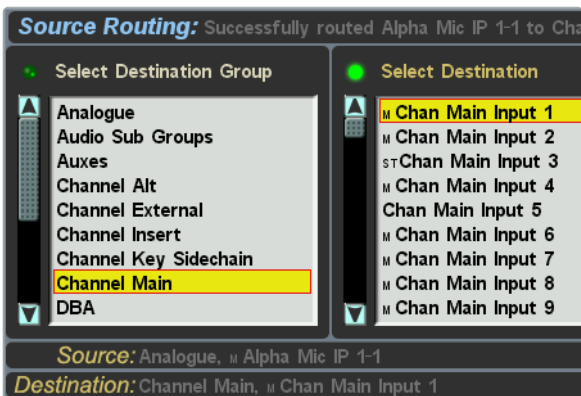 Source Routing: Successfully routed Alpha Mic IP 1-1 to Cha
Select Destination Group
Analogue
Audio Sub Groups
Auxes
Channel Alt
Channel External
Channel Insert
Channel Key Sidechain
Channel Main
DBA
Select Destination
M Chan Main Input 1
M Chan Main Input 2
ST Chan Main Input 3
M Chan Main Input 4
Chan Main Input 5
M Chan Main Input 6
M Chan Main Input 7
M Chan Main Input 8
M Chan Main Input 9
Source: Analogue, M Alpha Mic IP 1-1
Destination: Channel Main, M Chan Main Input 1